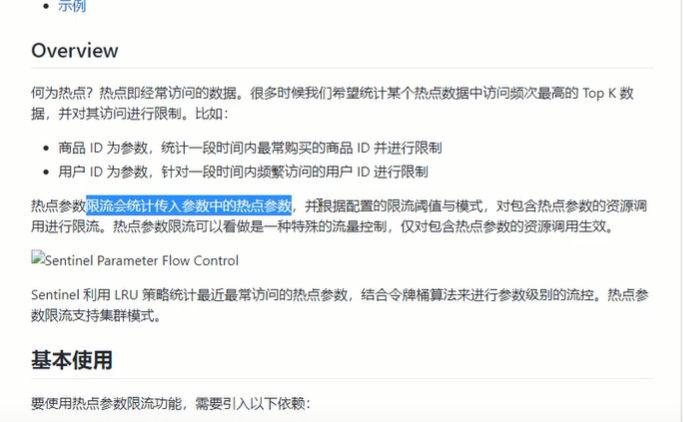 示例
Overview
何为热点？热点即经常访问的数据。很多时候我们希望统计某个热点数据中访问频次最高的 Top K 数
据，并对其访问进行限制。比如：
商品 ID 为参数，统计一段时间内最常购买的商品 ID 并进行限制
用户 ID 为参数，针对一段时间内频繁访问的用户 ID 进行限制
热点参数限流会统计传入参数中的热点参数，并根据配置的限流阈值与模式，对包含热点参数的资源调
用进行限流。热点参数限流可以看做是一种特殊的流量控制，仅对包含热点参数的资源调用生效。
Sentinel Parameter Flow Control
Sentinel 利用 LRU 策略统计最近最常访问的热点参数，结合令牌桶算法来进行参数级别的流控。热点参
数限流支持集群模式。
基本使用
要使用热点参数限流功能，需要引入以下依赖：